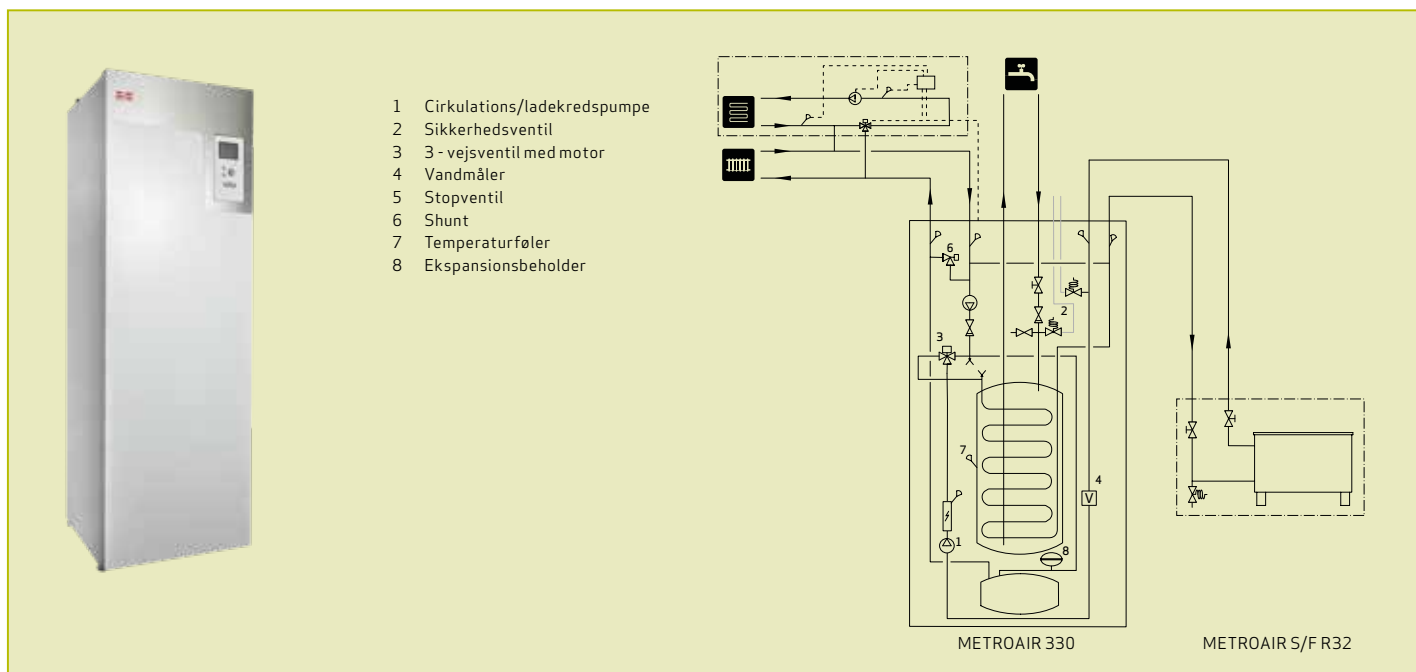 1 Cirkulations/ladekredspumpe
2 Sikkerhedsventil
3 3 - vejsventil med motor
4 Vandmåler
5 Stopventil
6 Shunt
7 Temperaturføler
8 Ekspansionsbeholder
6
2
3
7
4
V
1
8
METROAIR 330
METROAIR S/F R32